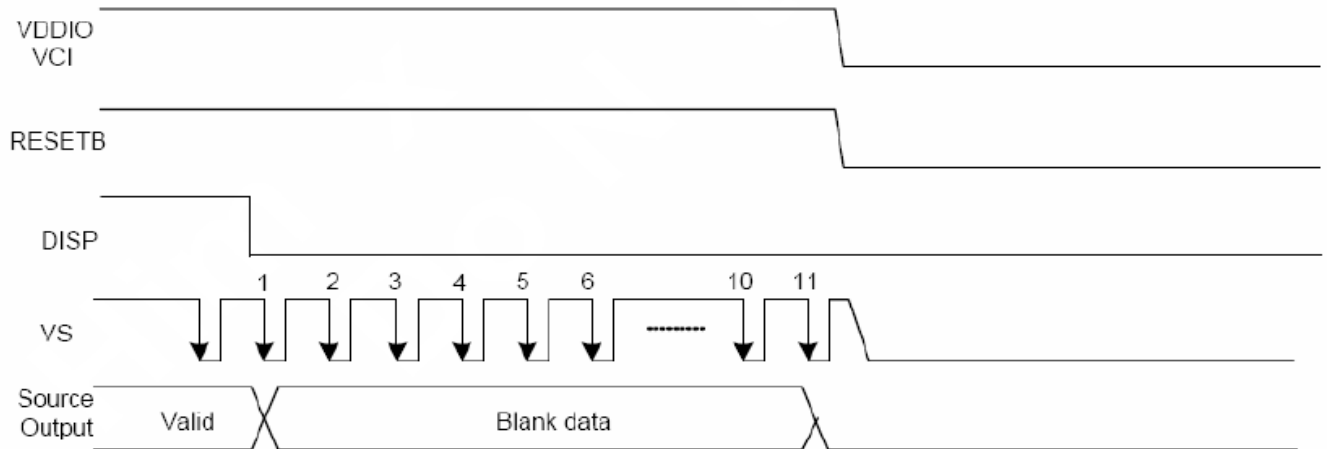 VDDIO
VCI
RESETB
DISP
1 2 3 4 5 6 10 11
VS
Source
Output
Valid
Blank data